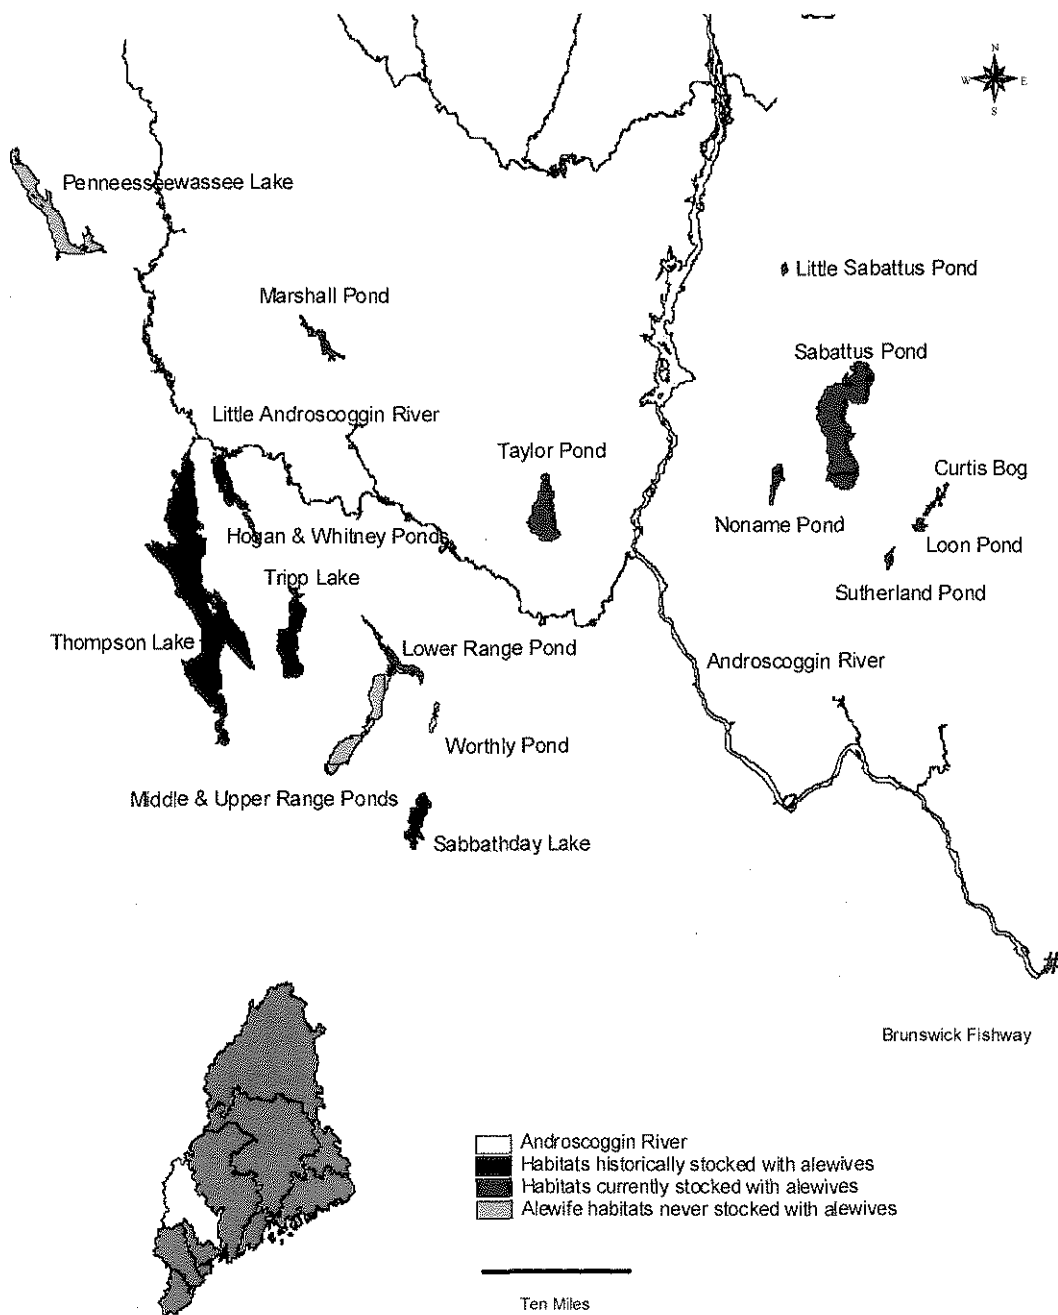 N
W E
S
Penneesseewassee Lake
Little Sabattus Pond
Marshall Pond
Sabattus Pond
Little Androscoggin River
Taylor Pond
Curtis Bog
Noname Pond
Hogan & Whitney Ponds
Loon Pond
Tripp Lake
Sutherland Pond
Thompson Lake
Lower Range Pond
Androscoggin River
Worthly Pond
Middle & Upper Range Ponds
Sabbathday Lake
#
Brunswick Fishway
Androscoggin River
Habitats historically stocked with alewives
Habitats currently stocked with alewives
Alewife habitats never stocked with alewives
Ten Miles